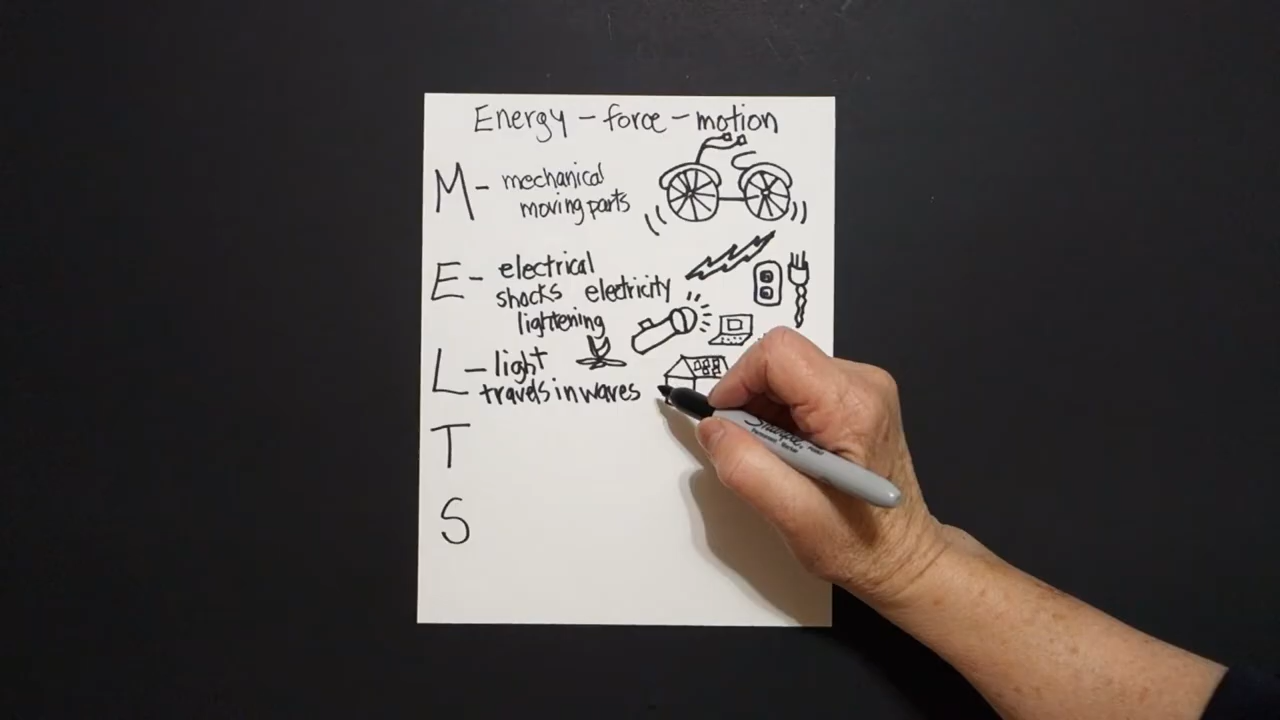 Energy - force - motion
M- mechanical
moving parts
E- electrical
shocks electricity
lightening
L- light
travels in waves
T
S
Sharpie